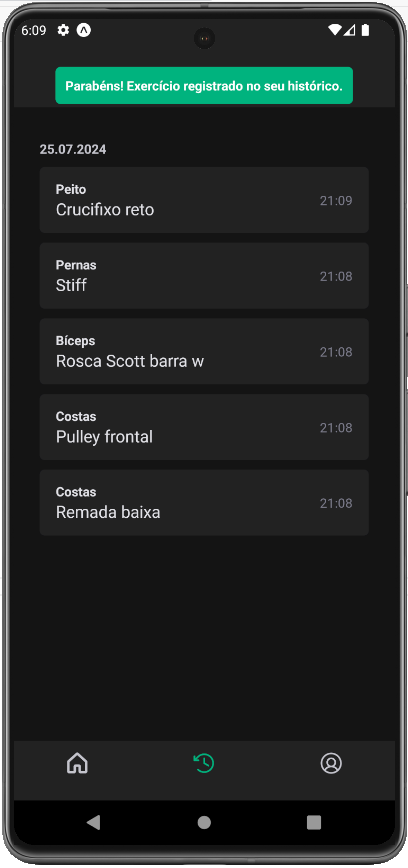 6:09
Parabéns! Exercício registrado no seu histórico.
25.07.2024
Peito
Crucifixo reto
21:09
Pernas
Stiff
21:08
Bíceps
Rosca Scott barra w
21:08
Costas
Pulley frontal
21:08
Costas
Remada baixa
21:08